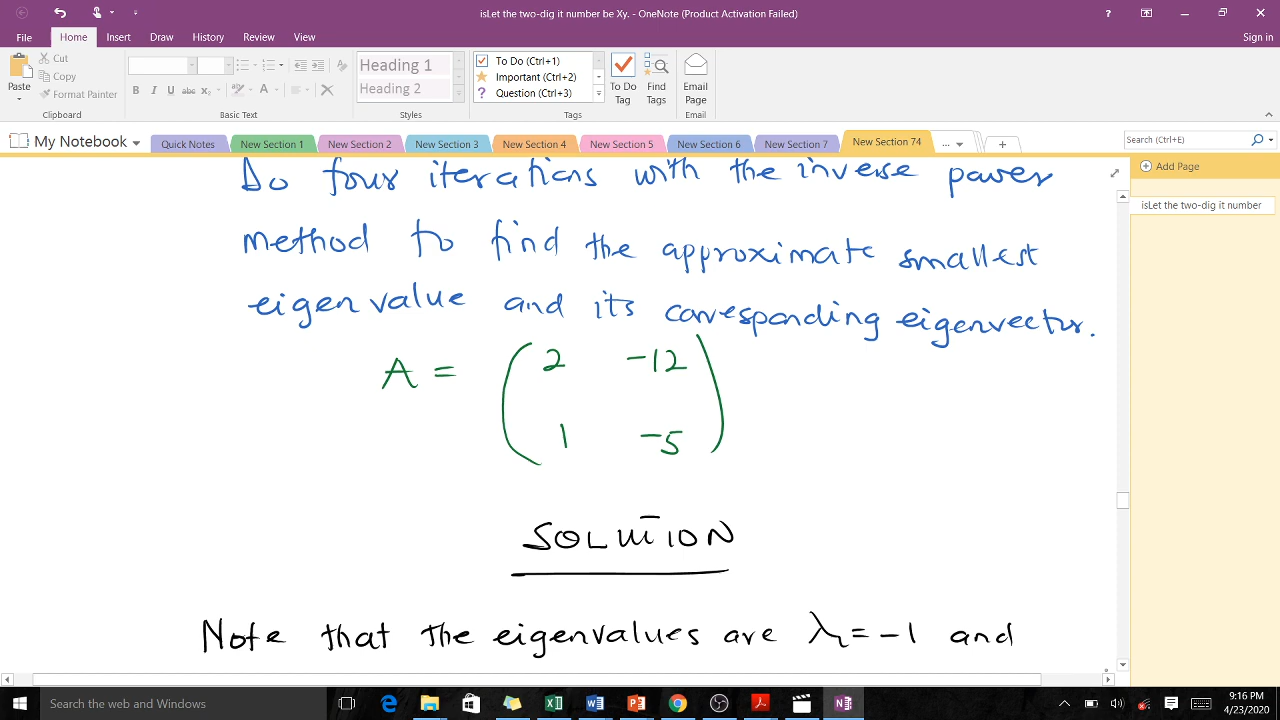 isLet the two-dig it number be Xy. - OneNote (Product Activation Failed)
File Home Insert Draw History Review View Sign in
Paste Cut Copy Format Painter
B I U abc x₂ A
Heading 1
Heading 2
To Do (Ctrl+1)
Important (Ctrl+2)
Question (Ctrl+3)
To Do Tag
Find Tags
Email Page
Clipboard Basic Text Styles Tags Email
My Notebook Quick Notes New Section 1 New Section 2 New Section 3 New Section 4 New Section 5 New Section 6 New Section 7 New Section 74 ... + Search (Ctrl+E)
Add Page
isLet the two-dig it number
Do four iterations with the inverse power
method to find the approximate smallest
eigenvalue and its corresponding eigenvector.
A = ( 2 -12
1 -5 )
SOLUTION
Note that the eigenvalues are λ = -1 and
Search the web and Windows
9:16 PM
4/23/2020